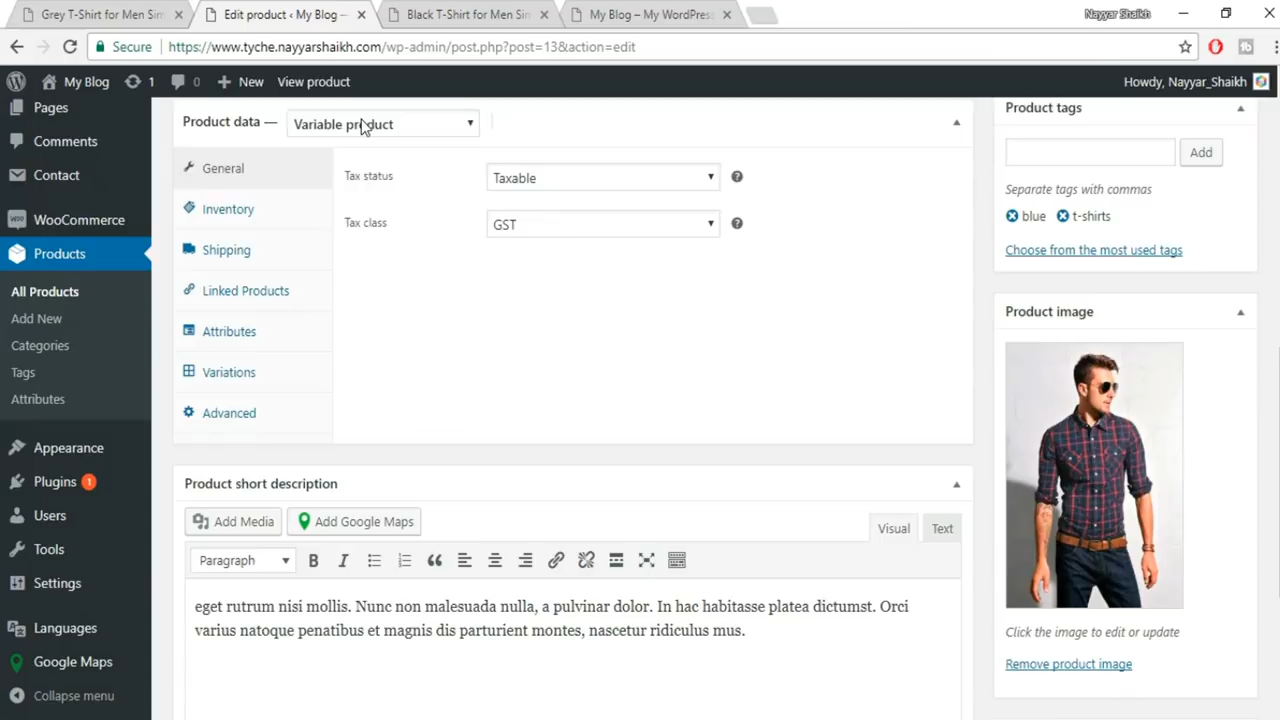 Grey T-Shirt for Men Sim
Edit product ‹ My Blog —
Black T-Shirt for Men Sin
My Blog – My WordPress
Nayyar Shaikh
Secure
https://www.tyche.nayyarshaikh.com/wp-admin/post.php?post=13&action=edit
My Blog
1
0
New
View product
Howdy, Nayyar_Shaikh
Pages
Comments
Contact
WooCommerce
Products
All Products
Add New
Categories
Tags
Attributes
Appearance
Plugins 1
Users
Tools
Settings
Languages
Google Maps
Collapse menu
Product data —
Variable product
General
Inventory
Shipping
Linked Products
Attributes
Variations
Advanced
Tax status
Taxable
Tax class
GST
Product short description
Add Media
Add Google Maps
Visual
Text
Paragraph
eget rutrum nisi mollis. Nunc non malesuada nulla, a pulvinar dolor. In hac habitasse platea dictumst. Orci
varius natoque penatibus et magnis dis parturient montes, nascetur ridiculus mus.
Product tags
Add
Separate tags with commas
blue
t-shirts
Choose from the most used tags
Product image
Click the image to edit or update
Remove product image